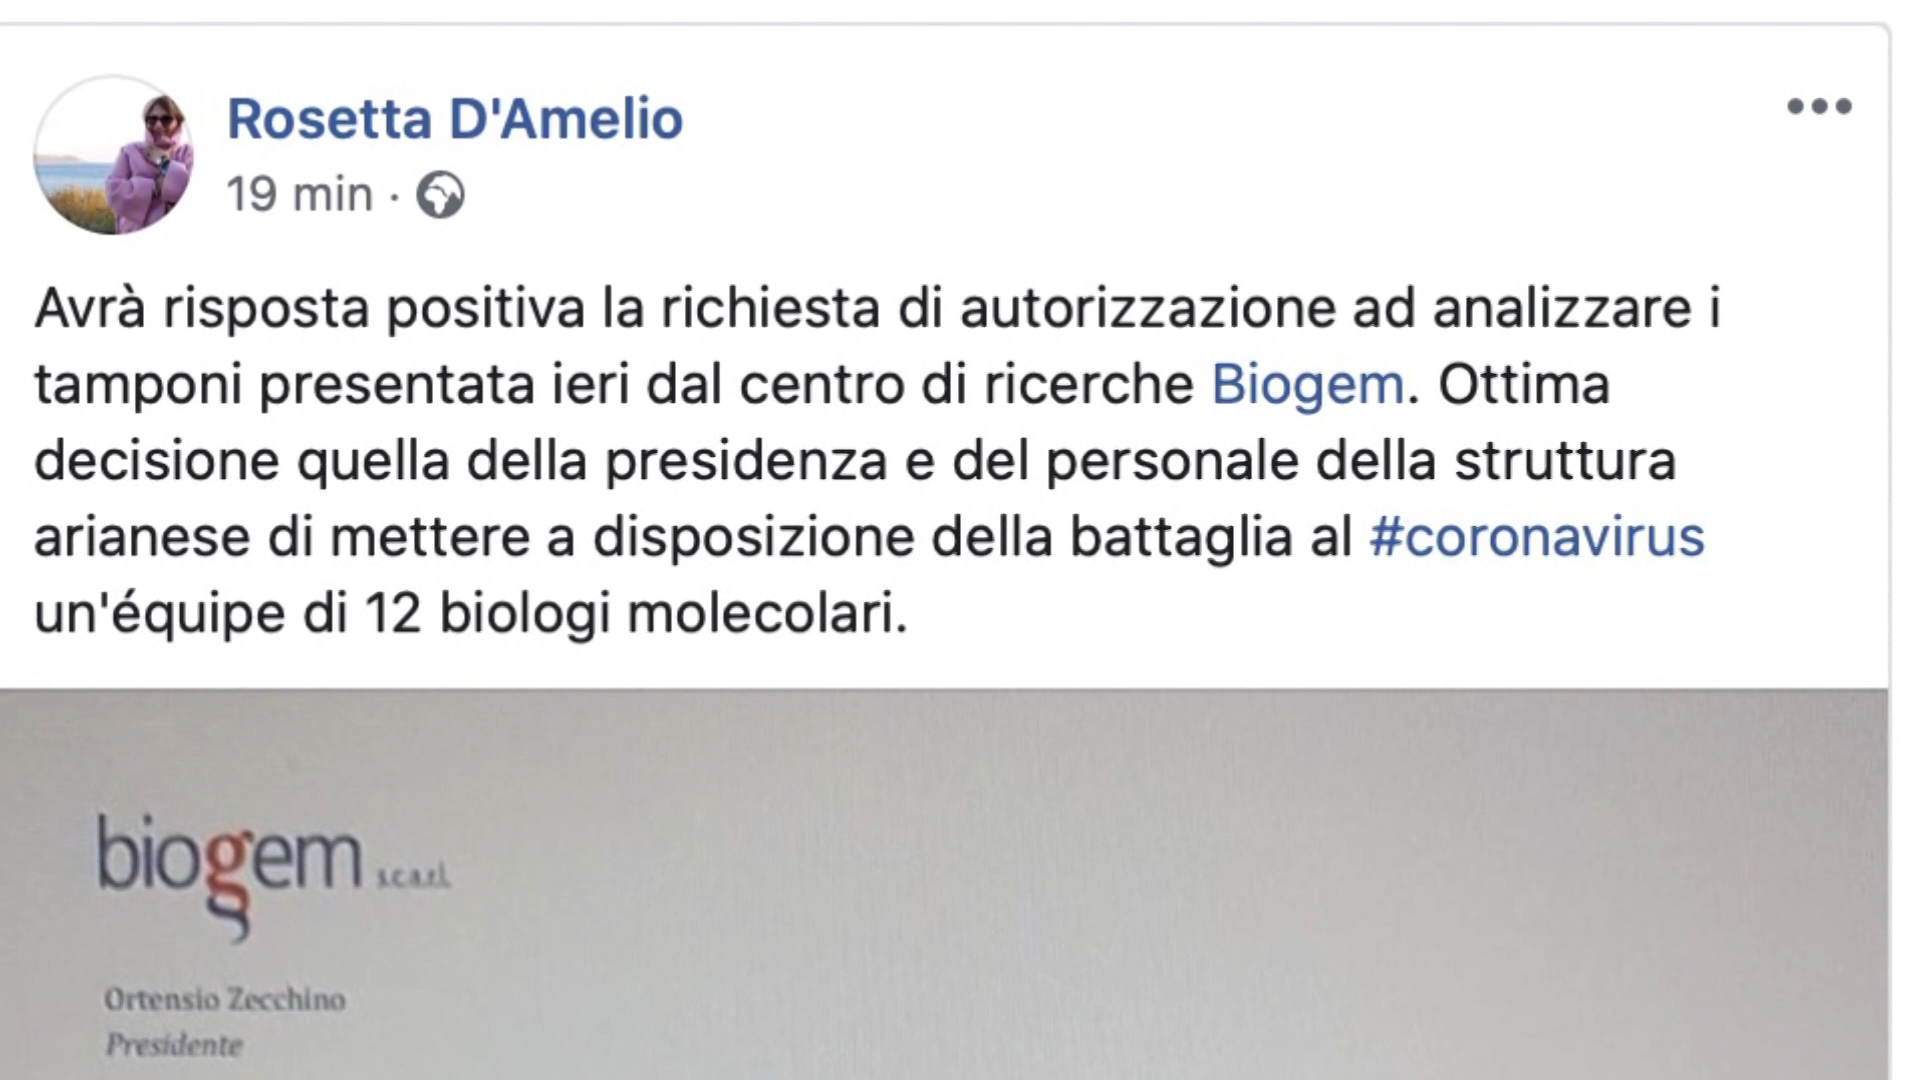 Rosetta D'Amelio
19 min ·
Avrà risposta positiva la richiesta di autorizzazione ad analizzare i
tamponi presentata ieri dal centro di ricerche Biogem. Ottima
decisione quella della presidenza e del personale della struttura
arianese di mettere a disposizione della battaglia al #coronavirus
un'équipe di 12 biologi molecolari.
biogem s.c.a.r.l.
Ortensio Zecchino
Presidente